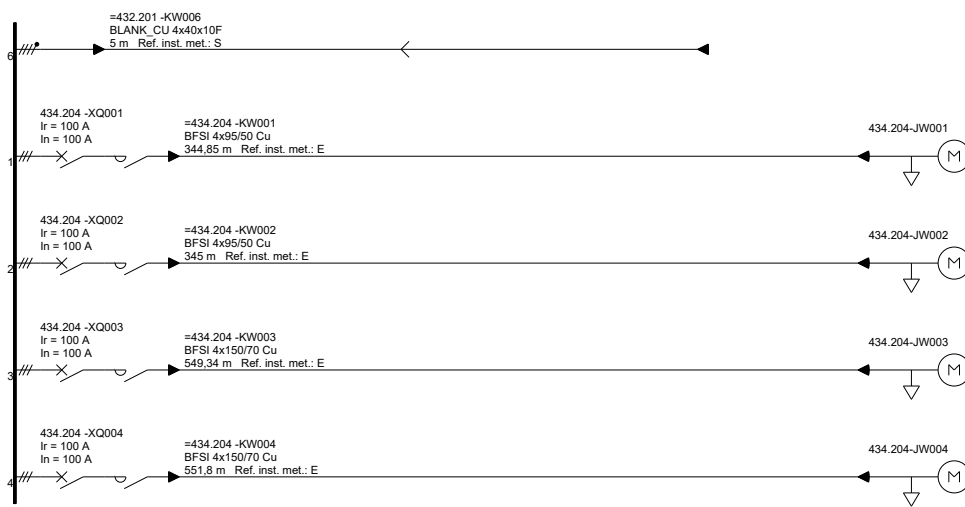 =432.201 -KW006
BLANK_CU 4x40x10F
5 m Ref. inst. met.: S
6
434.204 -XQ001
Ir = 100 A
In = 100 A
=434.204 -KW001
BFSI 4x95/50 Cu
344,85 m Ref. inst. met.: E
434.204-JW001
1
M
434.204 -XQ002
Ir = 100 A
In = 100 A
=434.204 -KW002
BFSI 4x95/50 Cu
345 m Ref. inst. met.: E
434.204-JW002
2
M
434.204 -XQ003
Ir = 100 A
In = 100 A
=434.204 -KW003
BFSI 4x150/70 Cu
549,34 m Ref. inst. met.: E
434.204-JW003
3
M
434.204 -XQ004
Ir = 100 A
In = 100 A
=434.204 -KW004
BFSI 4x150/70 Cu
551,8 m Ref. inst. met.: E
434.204-JW004
4
M